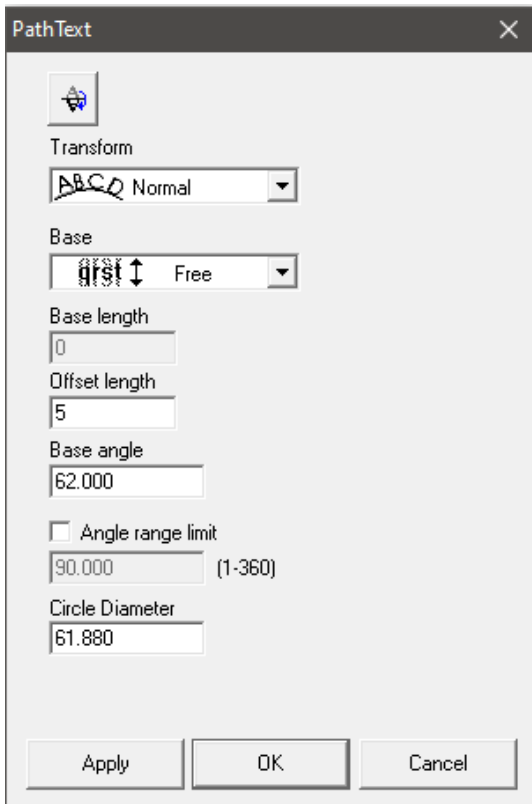 PathText
Transform
ABCD Normal
Base
qrst Free
Base length
0
Offset length
5
Base angle
62.000
Angle range limit
90.000 (1-360)
Circle Diameter
61.880
Apply OK Cancel